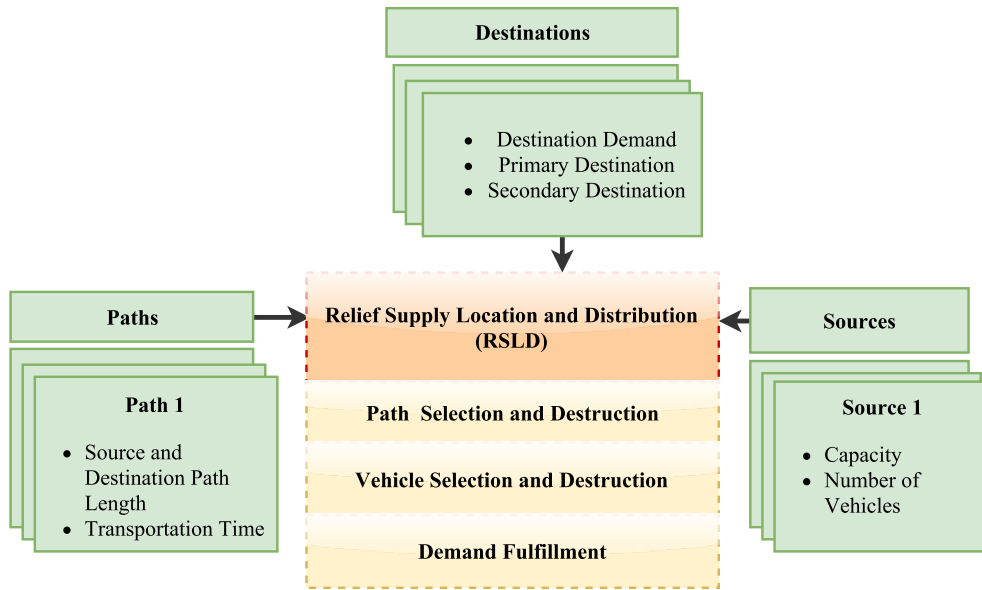 Destinations
• Destination Demand
• Primary Destination
• Secondary Destination
Paths
Path 1
• Source and
Destination Path
Length
• Transportation Time
Relief Supply Location and Distribution
(RSLD)
Path Selection and Destruction
Vehicle Selection and Destruction
Demand Fulfillment
Sources
Source 1
• Capacity
• Number of
Vehicles